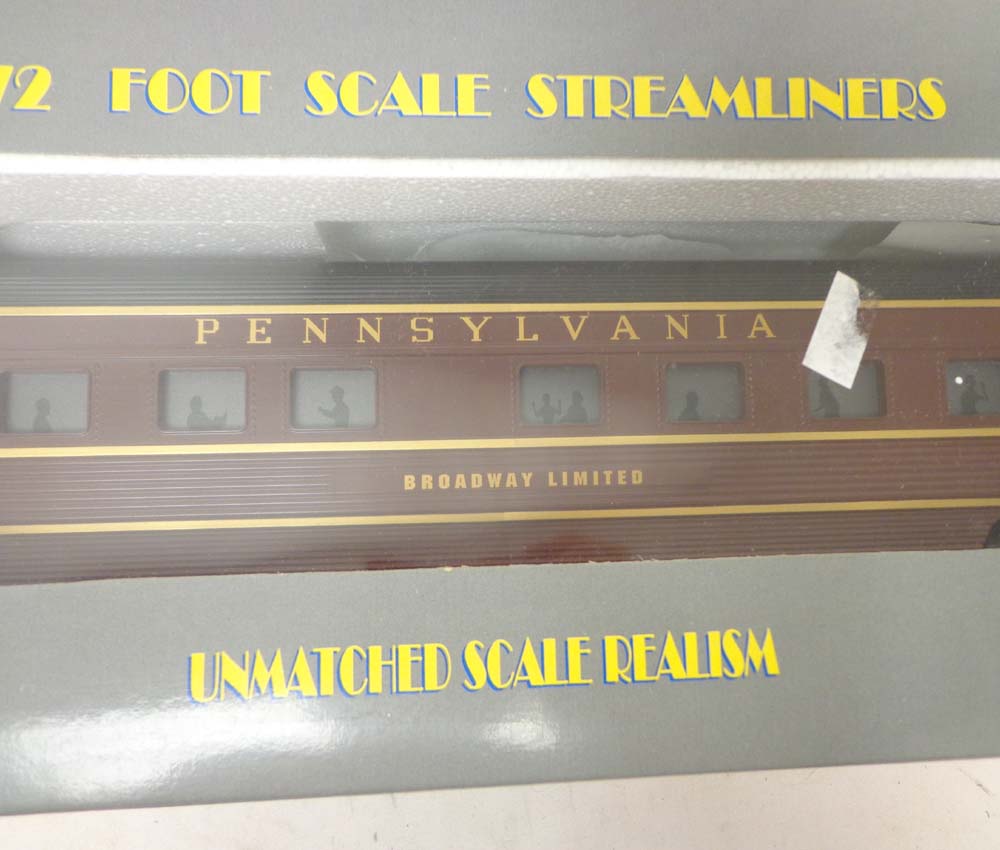 72 FOOT SCALE STREAMLINERS
PENNSYLVANIA
BROADWAY LIMITED
UNMATCHED SCALE REALISM